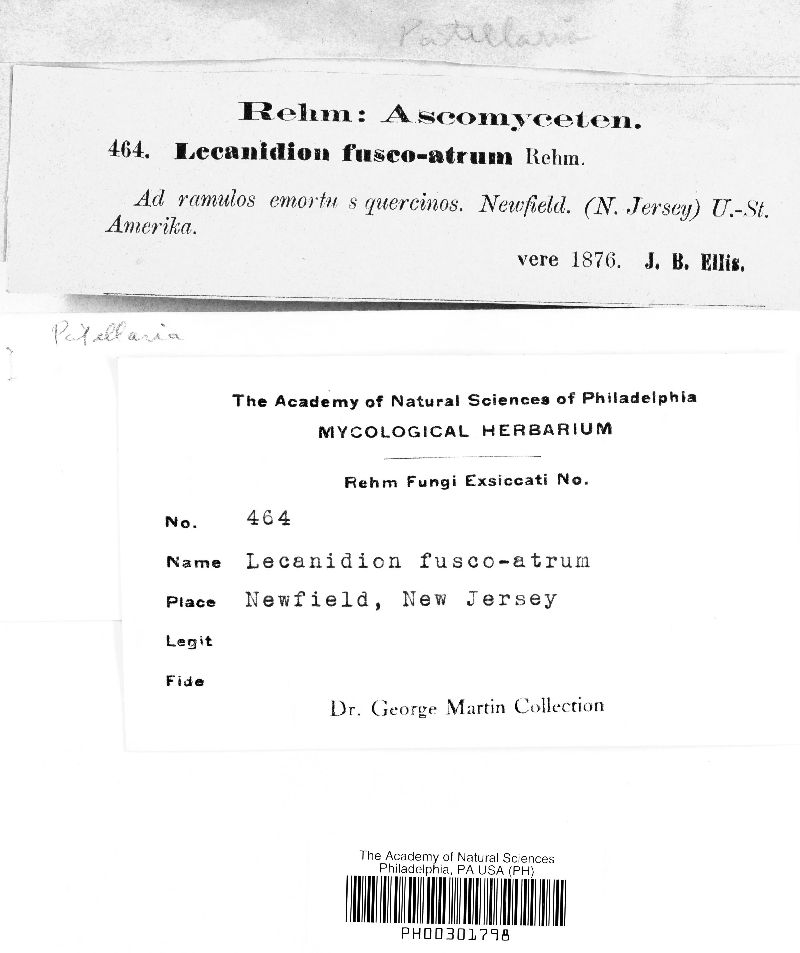 Patellaria
Rehm: Ascomyceten.
464. Lecanidion fusco-atrum Rehm.
Ad ramulos emortu s quercinos. Newfield. (N. Jersey) U.-St.
Amerika.
vere 1876. J. B. Ellis.
Patellaria
The Academy of Natural Sciences of Philadelphia
MYCOLOGICAL HERBARIUM
Rehm Fungi Exsiccati No.
No. 464
Name Lecanidion fusco-atrum
Place Newfield, New Jersey
Legit
Fide
Dr. George Martin Collection
The Academy of Natural Sciences
Philadelphia, PA USA (PH)
PH00301798